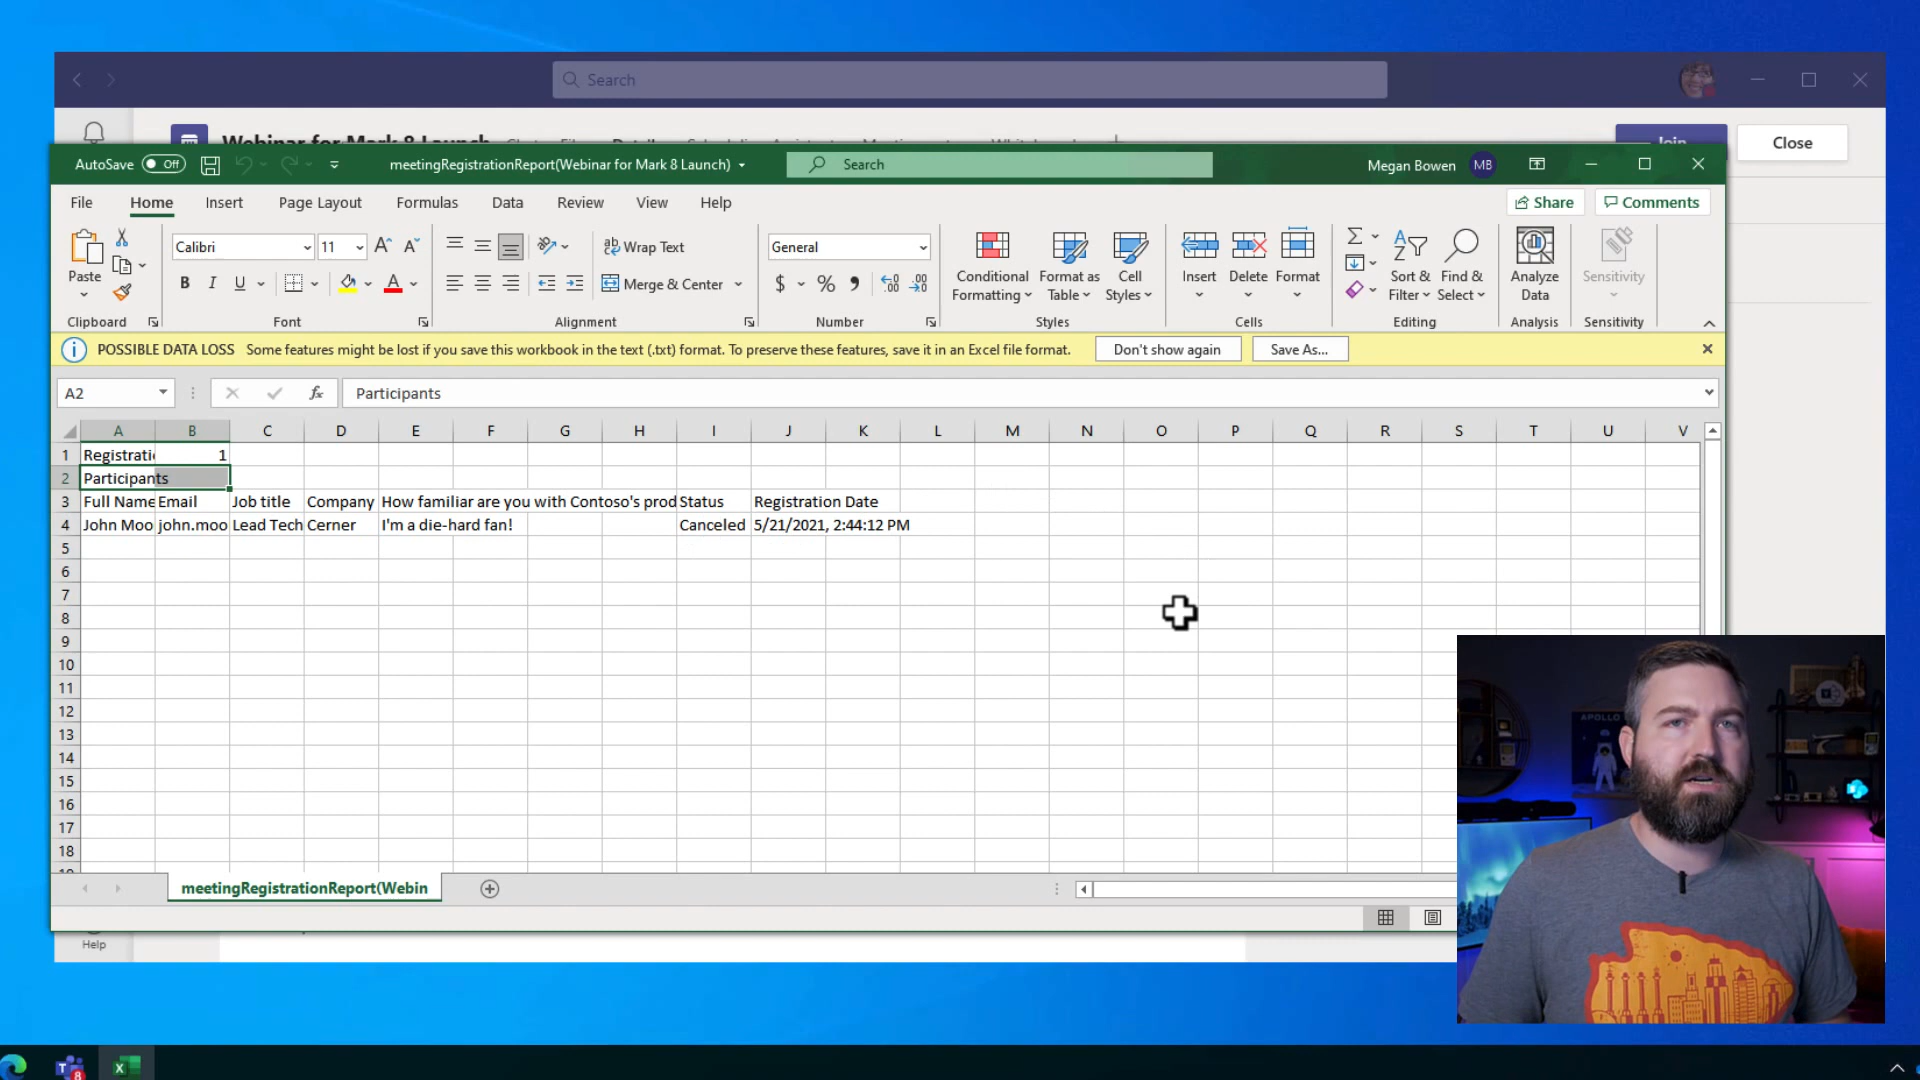 Search
Webinar for Mark 8 Launch
Join
Close
AutoSave Off
meetingRegistrationReport(Webinar for Mark 8 Launch)
Search
Megan Bowen MB
File Home Insert Page Layout Formulas Data Review View Help
Share Comments
Calibri 11
Wrap Text
General
Paste
B I U
Merge & Center
$ %
Conditional Formatting
Format as Table
Cell Styles
Insert Delete Format
Sort & Filter
Find & Select
Analyze Data
Sensitivity
Clipboard Font Alignment Number Styles Cells Editing Analysis Sensitivity
POSSIBLE DATA LOSS Some features might be lost if you save this workbook in the text (.txt) format. To preserve these features, save it in an Excel file format. Don't show again Save As...
A2 fx Participants
A B C D E F G H I J K L M N O P Q R S T U V
1 Registratio 1
2 Participants
3 Full Name Email Job title Company How familiar are you with Contoso's prod Status Registration Date
4 John Moo john.moo Lead Tech Cerner I'm a die-hard fan! Canceled 5/21/2021, 2:44:12 PM
5
6
7
8
9
10
11
12
13
14
15
16
17
18
meetingRegistrationReport(Webin
Help
APOLLO
T 8 X